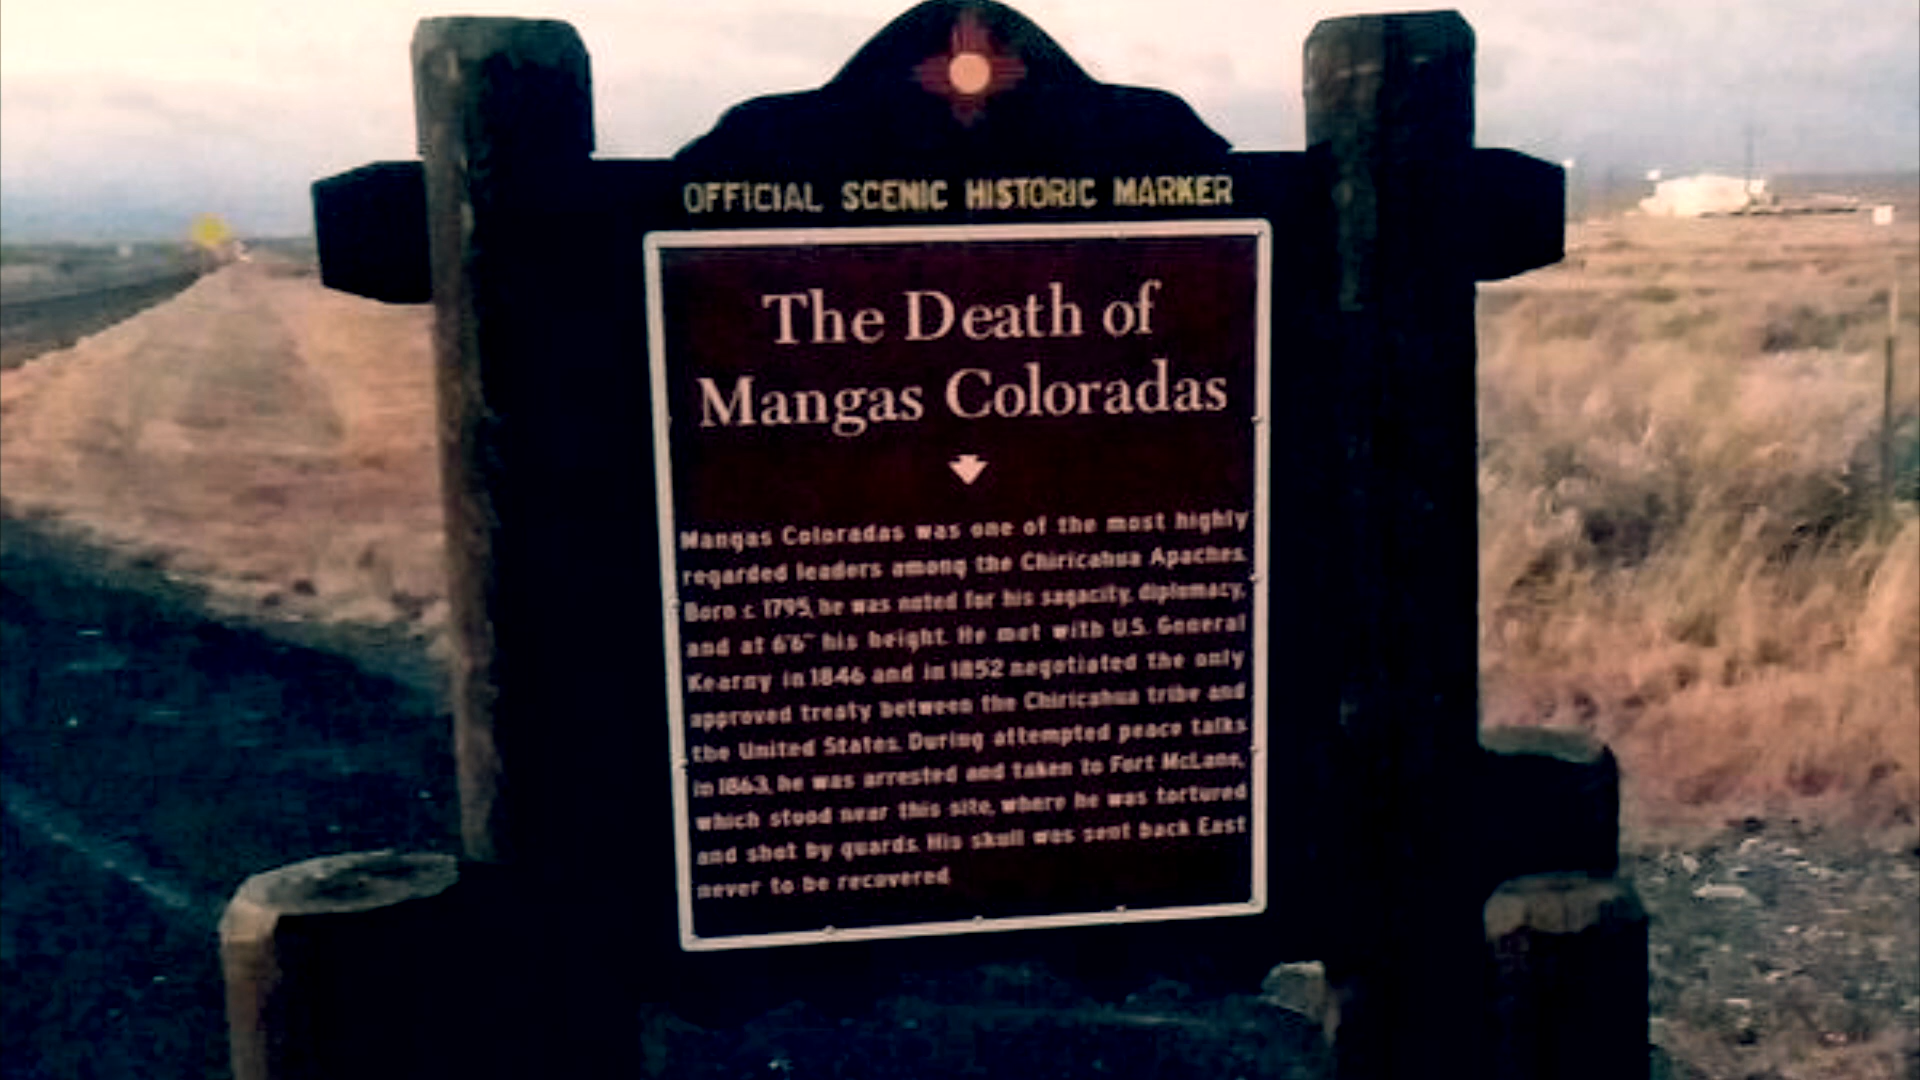 OFFICIAL SCENIC HISTORIC MARKER
The Death of
Mangas Coloradas
Mangas Coloradas was one of the most highly
regarded leaders among the Chiricahua Apaches.
Born c. 1795, he was noted for his sagacity, diplomacy,
and at 6'6" his height. He met with U.S. General
Kearny in 1846 and in 1852 negotiated the only
approved treaty between the Chiricahua tribe and
the United States. During attempted peace talks
in 1863, he was arrested and taken to Fort McLane,
which stood near this site, where he was tortured
and shot by guards. His skull was sent back East
never to be recovered.